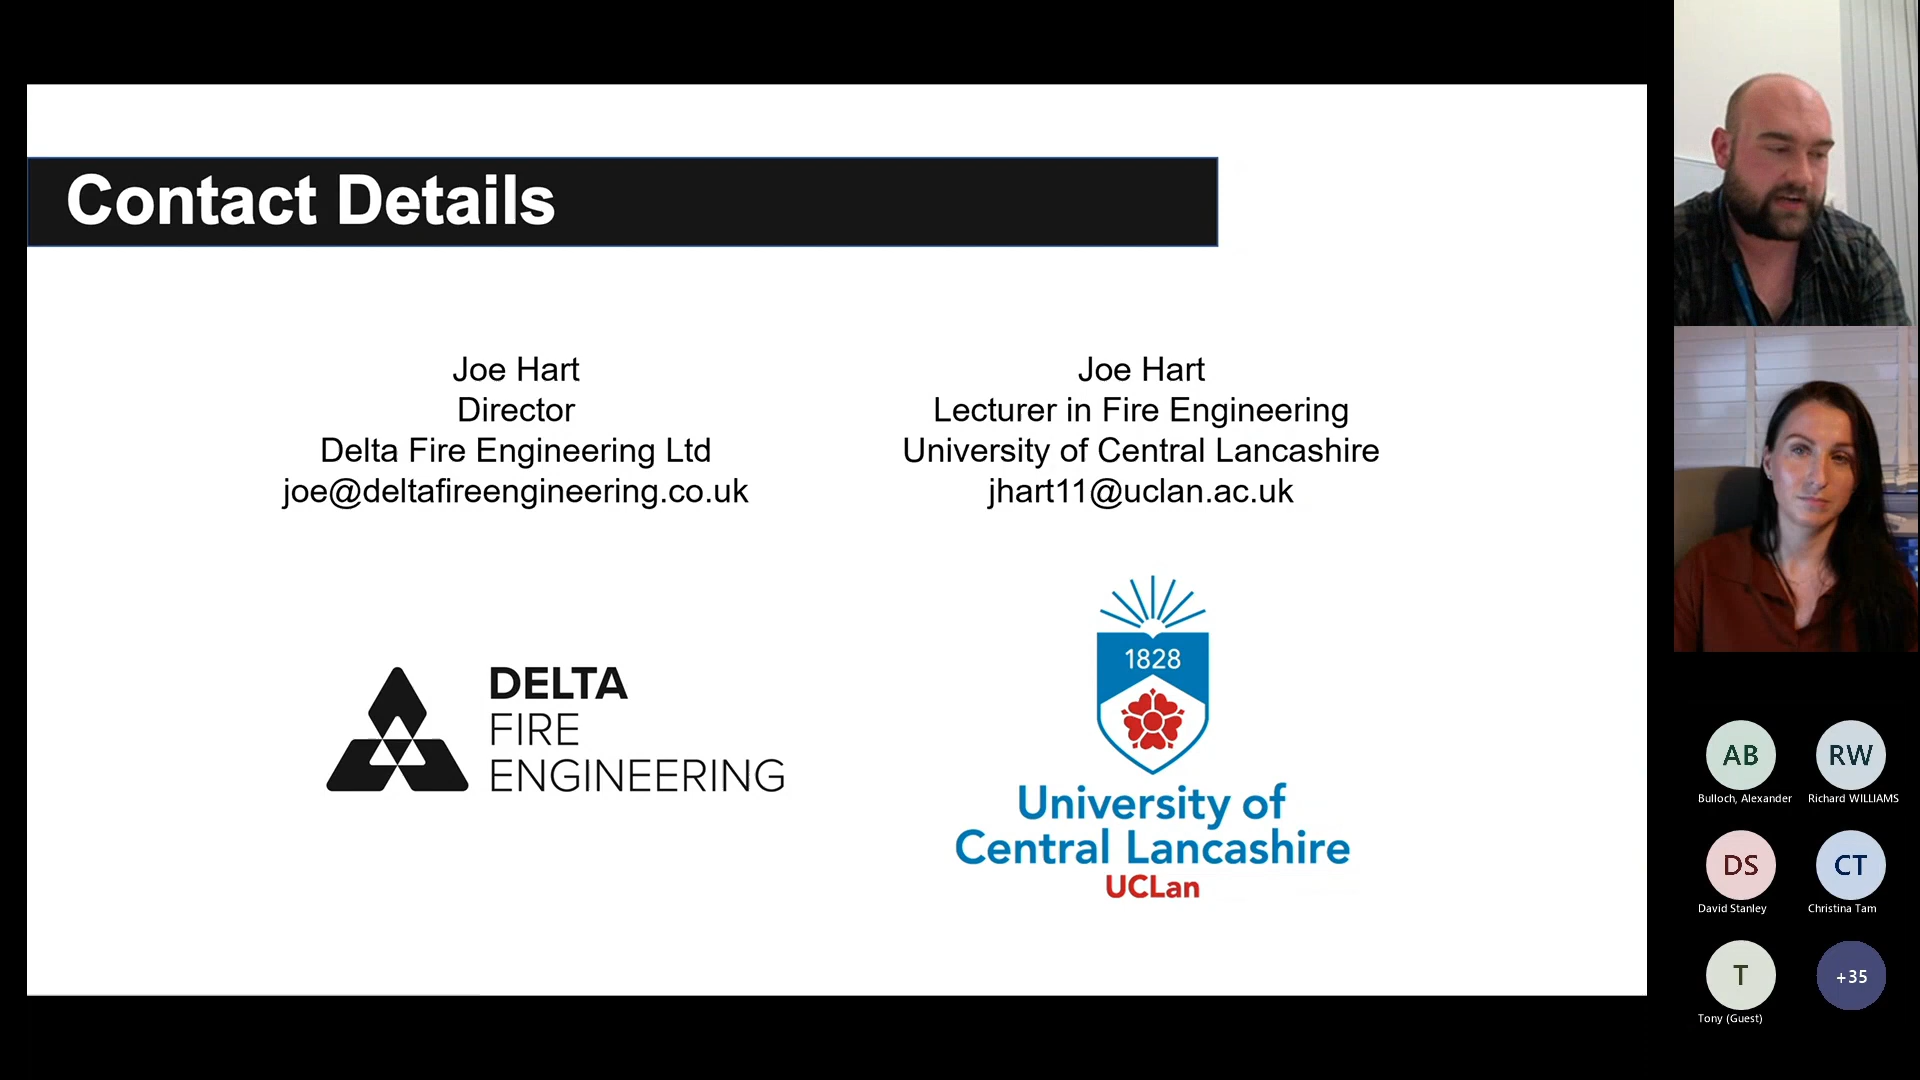 Contact Details
Joe Hart
Director
Delta Fire Engineering Ltd
joe@deltafireengineering.co.uk
Joe Hart
Lecturer in Fire Engineering
University of Central Lancashire
jhart11@uclan.ac.uk
DELTA
FIRE
ENGINEERING
1828
University of
Central Lancashire
UCLan
AB
Bulloch, Alexander
RW
Richard WILLIAMS
DS
David Stanley
CT
Christina Tam
T
Tony (Guest)
+35